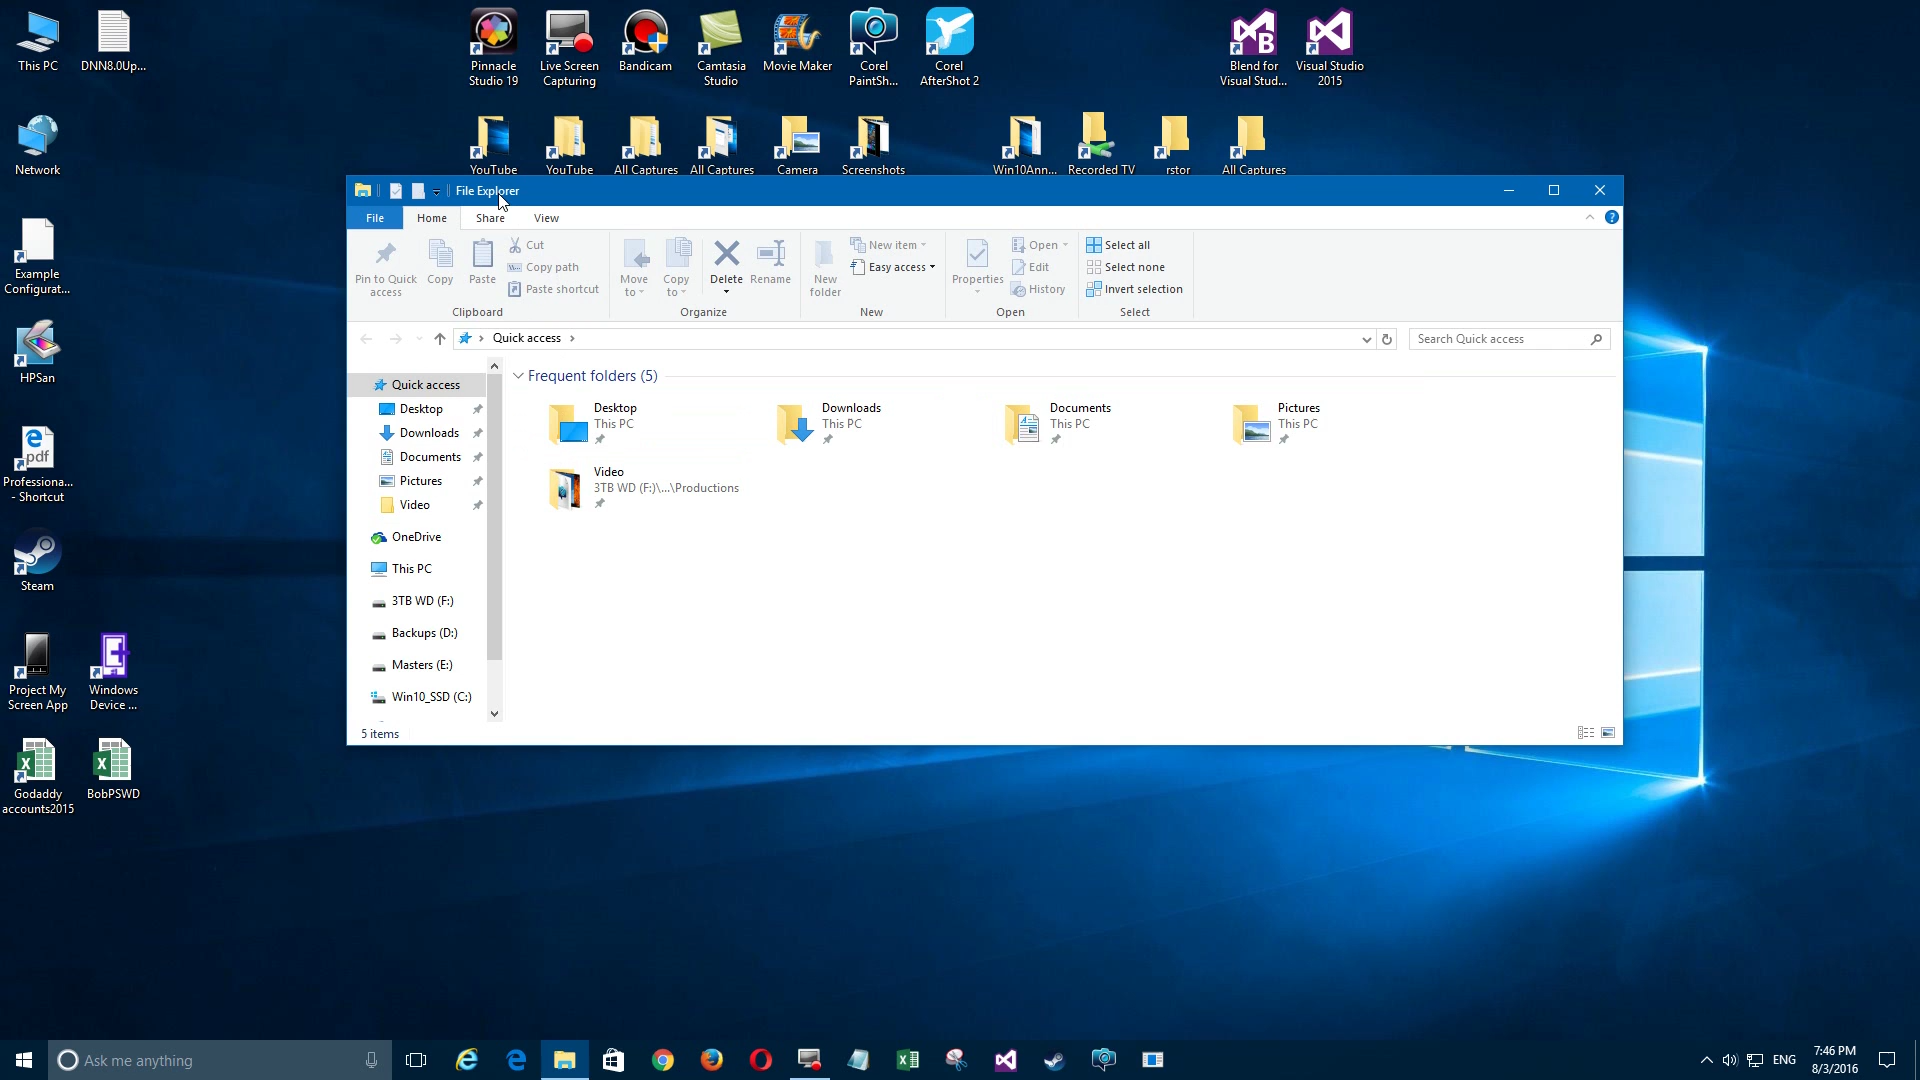 This PC
DNN8.0Up...
Pinnacle
Studio 19
Live Screen
Capturing
Bandicam
Camtasia
Studio
Movie Maker
Corel
PaintSh...
Corel
AfterShot 2
Blend for
Visual Stud...
Visual Studio
2015
Network
YouTube
YouTube
All Captures
All Captures
Camera
Screenshots
Win10Ann...
Recorded TV
rstor
All Captures
Example
Configurat...
HPSan
pdf
Professiona...
- Shortcut
Steam
Project My
Screen App
Windows
Device ...
Godaddy
accounts2015
BobPSWD
File Explorer
File
Home
Share
View
Pin to Quick
access
Copy
Paste
Cut
Copy path
Paste shortcut
Clipboard
Move
to
Copy
to
Delete
Rename
Organize
New
folder
New item
Easy access
New
Properties
Open
Edit
History
Open
Select all
Select none
Invert selection
Select
Quick access
Search Quick access
Quick access
Desktop
Downloads
Documents
Pictures
Video
OneDrive
This PC
3TB WD (F:)
Backups (D:)
Masters (E:)
Win10_SSD (C:)
Frequent folders (5)
Desktop
This PC
Downloads
This PC
Documents
This PC
Pictures
This PC
Video
3TB WD (F:)\...\Productions
5 items
Ask me anything
ENG
7:46 PM
8/3/2016